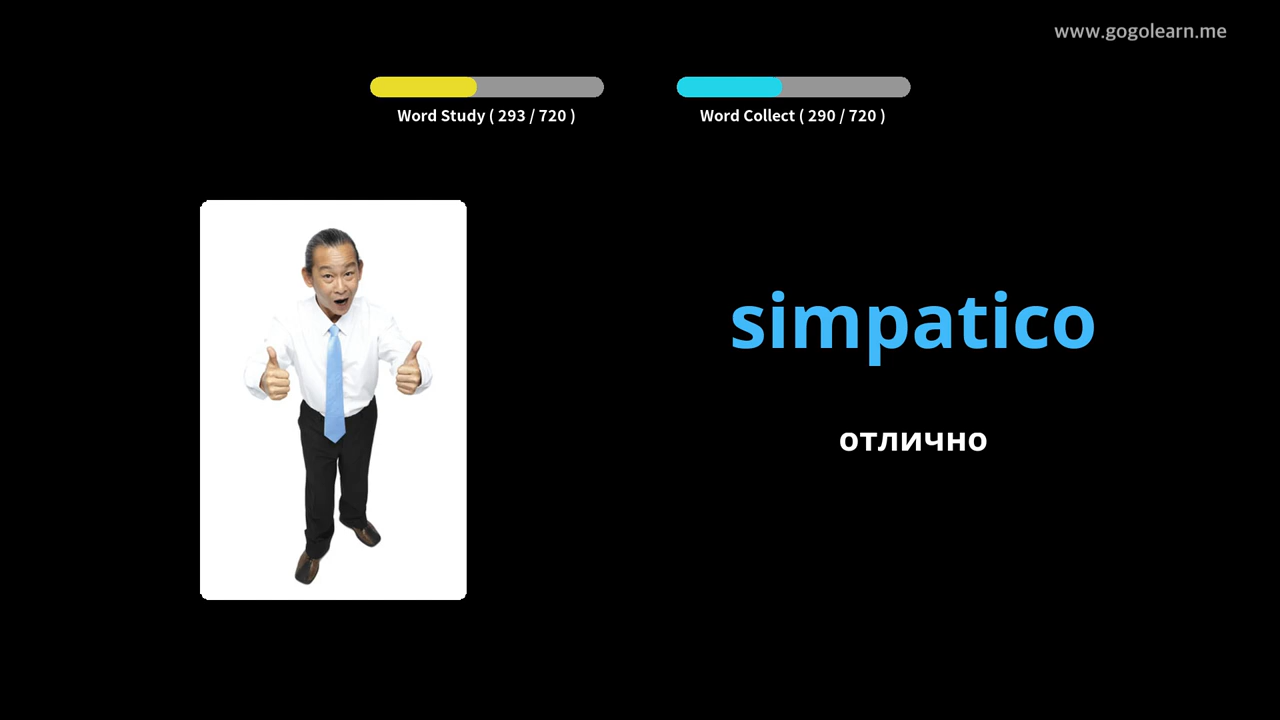 www.gogolearn.me
Word Study ( 293 / 720 )
Word Collect ( 290 / 720 )
simpatico
отлично